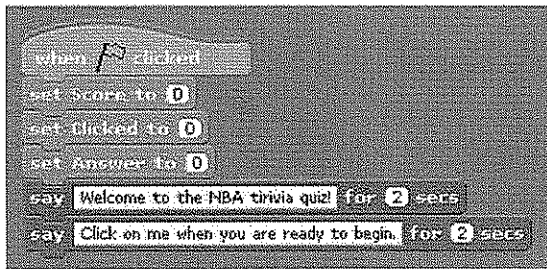 when clicked
set Score to 0
set Clicked to 0
set Answer to 0
say Welcome to the NBA tirivia quiz! for 2 secs
say Click on me when you are ready to begin. for 2 secs